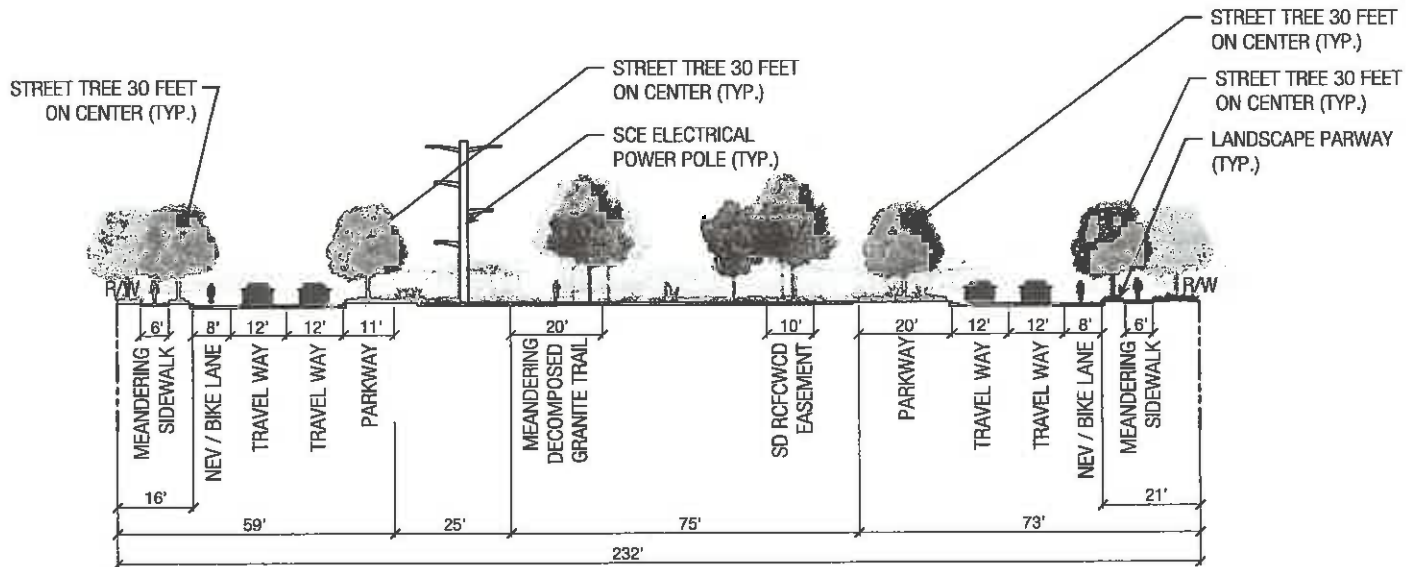 STREET TREE 30 FEET
ON CENTER (TYP.)
STREET TREE 30 FEET
ON CENTER (TYP.)
SCE ELECTRICAL
POWER POLE (TYP.)
STREET TREE 30 FEET
ON CENTER (TYP.)
STREET TREE 30 FEET
ON CENTER (TYP.)
LANDSCAPE PARWAY
(TYP.)
R/W
R/W
6'
8'
12'
12'
11'
20'
10'
20'
12'
12'
8'
6'
MEANDERING
SIDEWALK
NEV / BIKE LANE
TRAVEL WAY
TRAVEL WAY
PARKWAY
MEANDERING
DECOMPOSED
GRANITE TRAIL
SD RCFCWCD
EASEMENT
PARKWAY
TRAVEL WAY
TRAVEL WAY
NEV / BIKE LANE
MEANDERING
SIDEWALK
16'
21'
59'
25'
75'
73'
232'